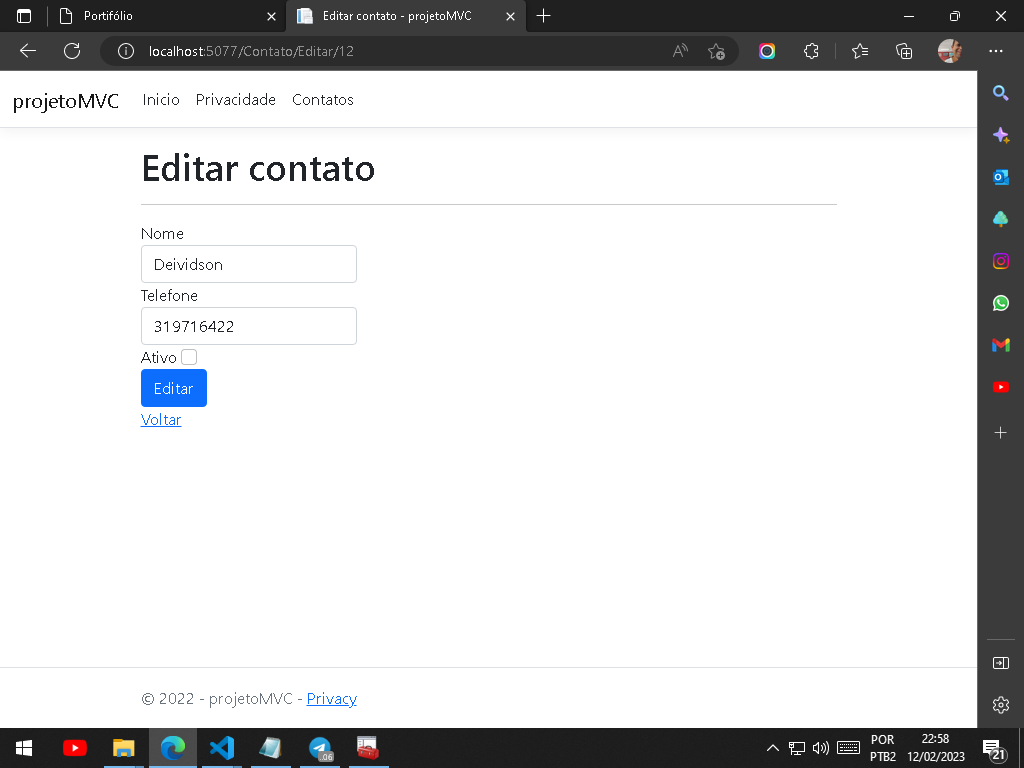 Portifólio
Editar contato - projetoMVC
localhost:5077/Contato/Editar/12
projetoMVC Inicio Privacidade Contatos
Editar contato
Nome
Deividson
Telefone
319716422
Ativo
Editar
Voltar
© 2022 - projetoMVC - Privacy
.06
POR
PTB2
22:58
12/02/2023
21